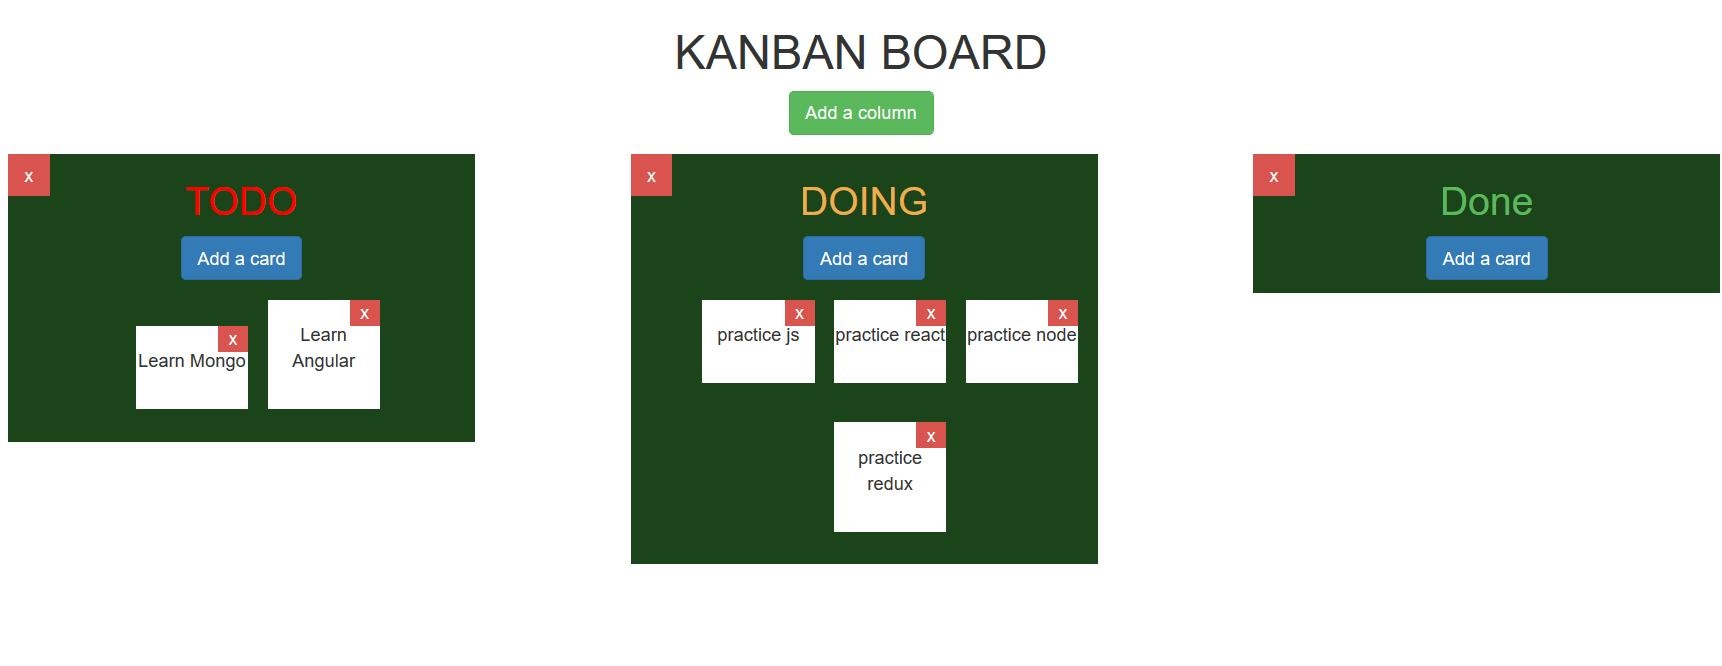 KANBAN BOARD
Add a column
x
TODO
Add a card
x
Learn Mongo
x
Learn
Angular
x
DOING
Add a card
x
practice js
x
practice react
x
practice node
x
practice
redux
x
Done
Add a card